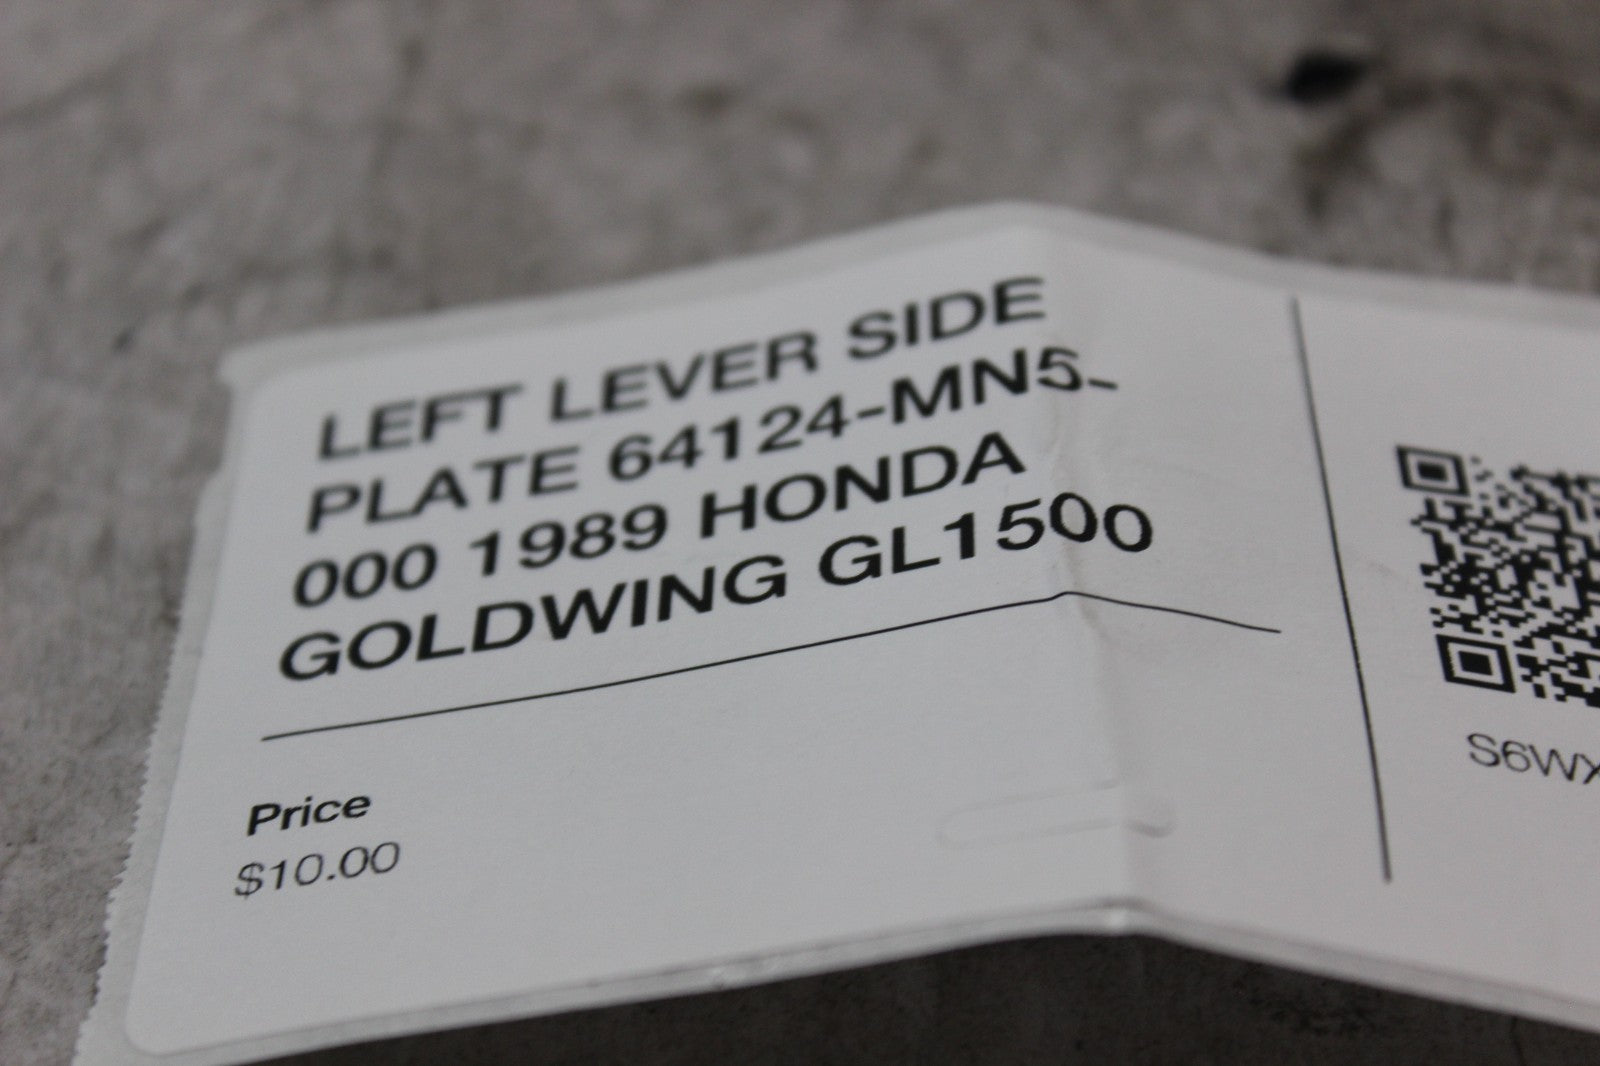 LEFT LEVER SIDE
PLATE 64124-MN5-
000 1989 HONDA
GOLDWING GL1500
Price
$10.00